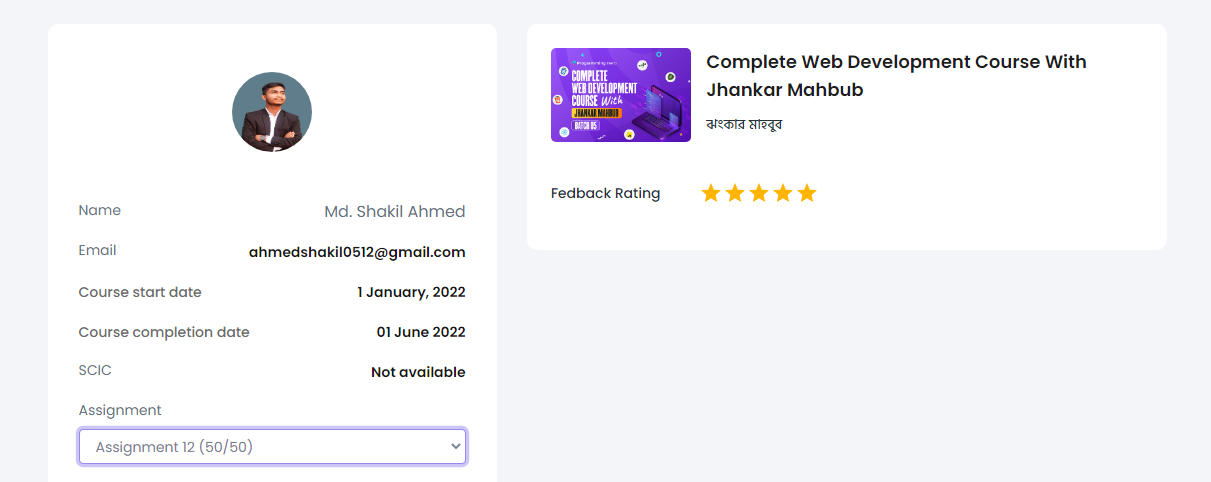 Name
Md. Shakil Ahmed
Email
ahmedshakil0512@gmail.com
Course start date
1 January, 2022
Course completion date
01 June 2022
SCIC
Not available
Assignment
Assignment 12 (50/50)
Programming Hero
COMPLETE
WEB DEVELOPMENT
COURSE With
JHANKAR MAHBUB
BATCH 05
Complete Web Development Course With
Jhankar Mahbub
ঝংকার মাহবুব
Fedback Rating